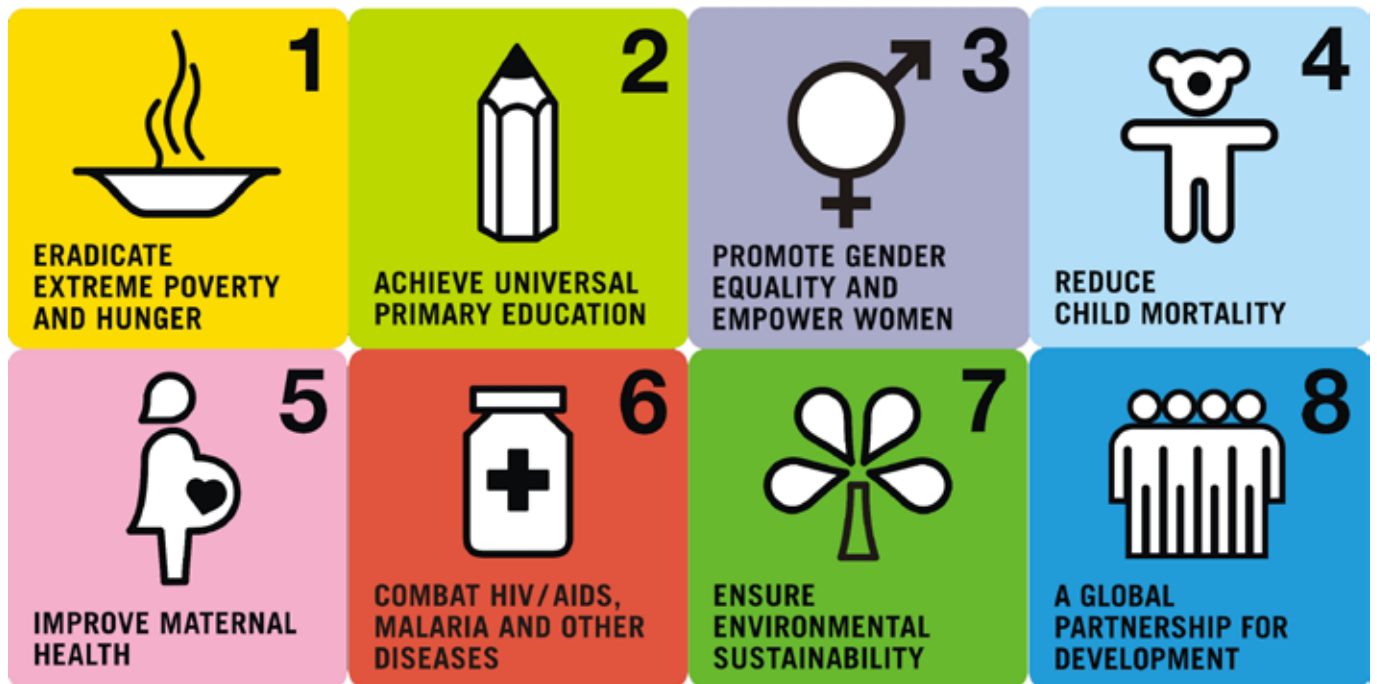 1
ERADICATE
EXTREME POVERTY
AND HUNGER
2
ACHIEVE UNIVERSAL
PRIMARY EDUCATION
3
PROMOTE GENDER
EQUALITY AND
EMPOWER WOMEN
4
REDUCE
CHILD MORTALITY
5
IMPROVE MATERNAL
HEALTH
6
COMBAT HIV/AIDS,
MALARIA AND OTHER
DISEASES
7
ENSURE
ENVIRONMENTAL
SUSTAINABILITY
8
A GLOBAL
PARTNERSHIP FOR
DEVELOPMENT